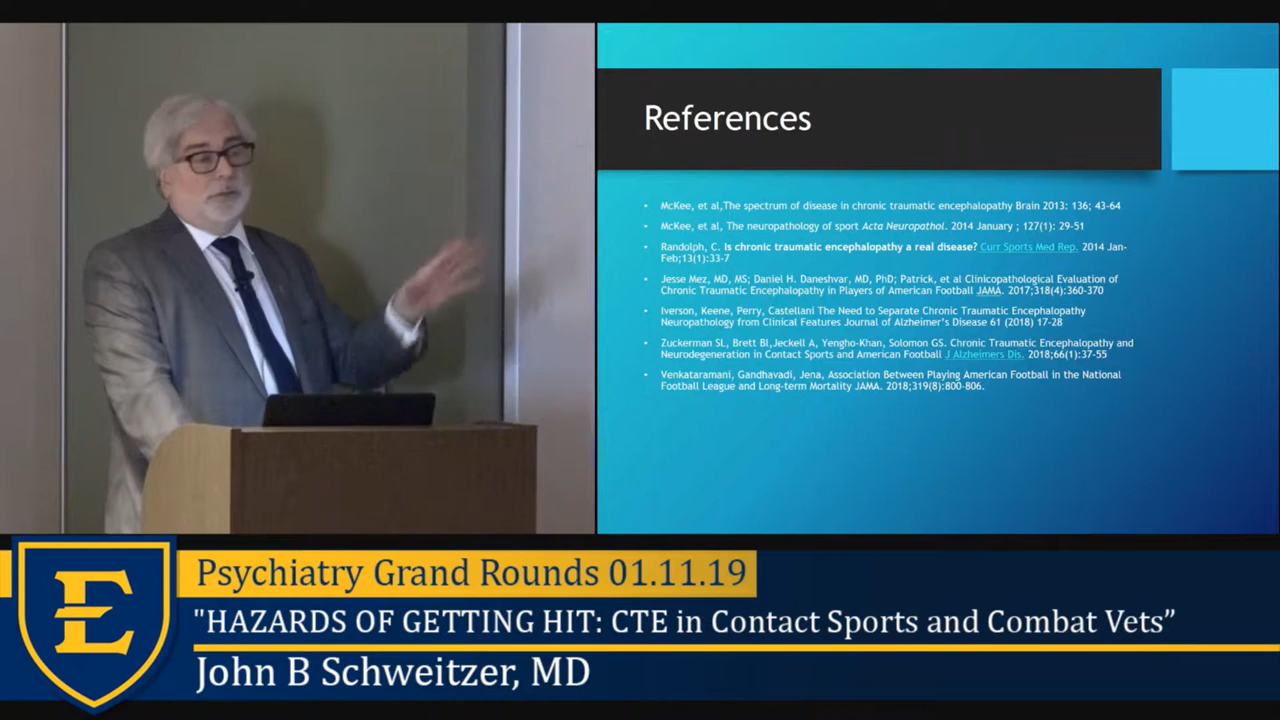 References
• McKee, et al,The spectrum of disease in chronic traumatic encephalopathy Brain 2013: 136; 43-64
• McKee, et al, The neuropathology of sport Acta Neuropathol. 2014 January ; 127(1): 29-51
• Randolph, C. Is chronic traumatic encephalopathy a real disease? Curr Sports Med Rep. 2014 Jan-
Feb;13(1):33-7
• Jesse Mez, MD, MS; Daniel H. Daneshvar, MD, PhD; Patrick, et al Clinicopathological Evaluation of
Chronic Traumatic Encephalopathy in Players of American Football JAMA. 2017;318(4):360-370
• Iverson, Keene, Perry, Castellani The Need to Separate Chronic Traumatic Encephalopathy
Neuropathology from Clinical Features Journal of Alzheimer's Disease 61 (2018) 17-28
• Zuckerman SL, Brett BI,Jeckell A, Yengho-Khan, Solomon GS. Chronic Traumatic Encephalopathy and
Neurodegeneration in Contact Sports and American Football J Alzheimers Dis. 2018;66(1):37-55
• Venkataramani, Gandhavadi, Jena, Association Between Playing American Football in the National
Football League and Long-term Mortality JAMA. 2018;319(8):800-806.
E
Psychiatry Grand Rounds 01.11.19
"HAZARDS OF GETTING HIT: CTE in Contact Sports and Combat Vets”
John B Schweitzer, MD